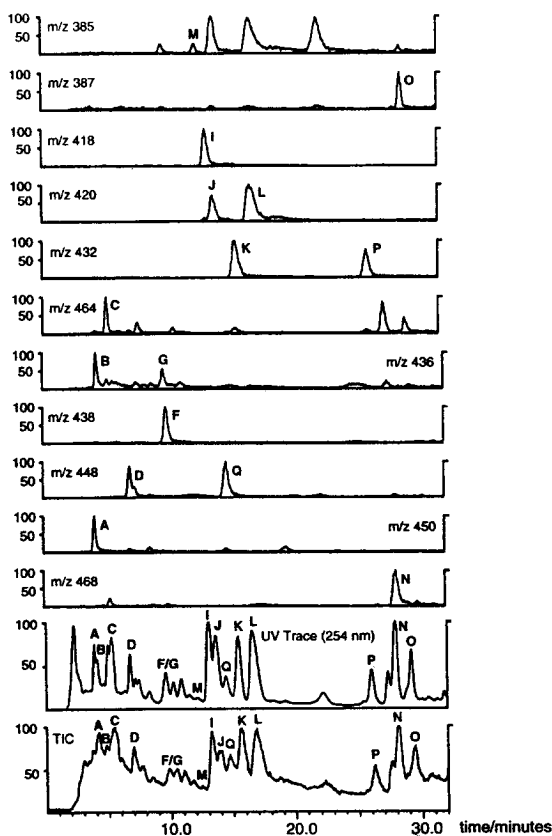 100 50 m/z 385 M
100 50 m/z 387 O
100 50 m/z 418 I
100 50 m/z 420 J L
100 50 m/z 432 K P
100 50 m/z 464 C
100 50 B G m/z 436
100 50 m/z 438 F
100 50 m/z 448 D Q
100 50 A m/z 450
100 50 m/z 468 N
100 50 A B C D F/G M I J Q K L UV Trace (254 nm) P N O
100 50 TIC A B C D F/G M I J Q K L P N O
10.0 20.0 30.0 time/minutes